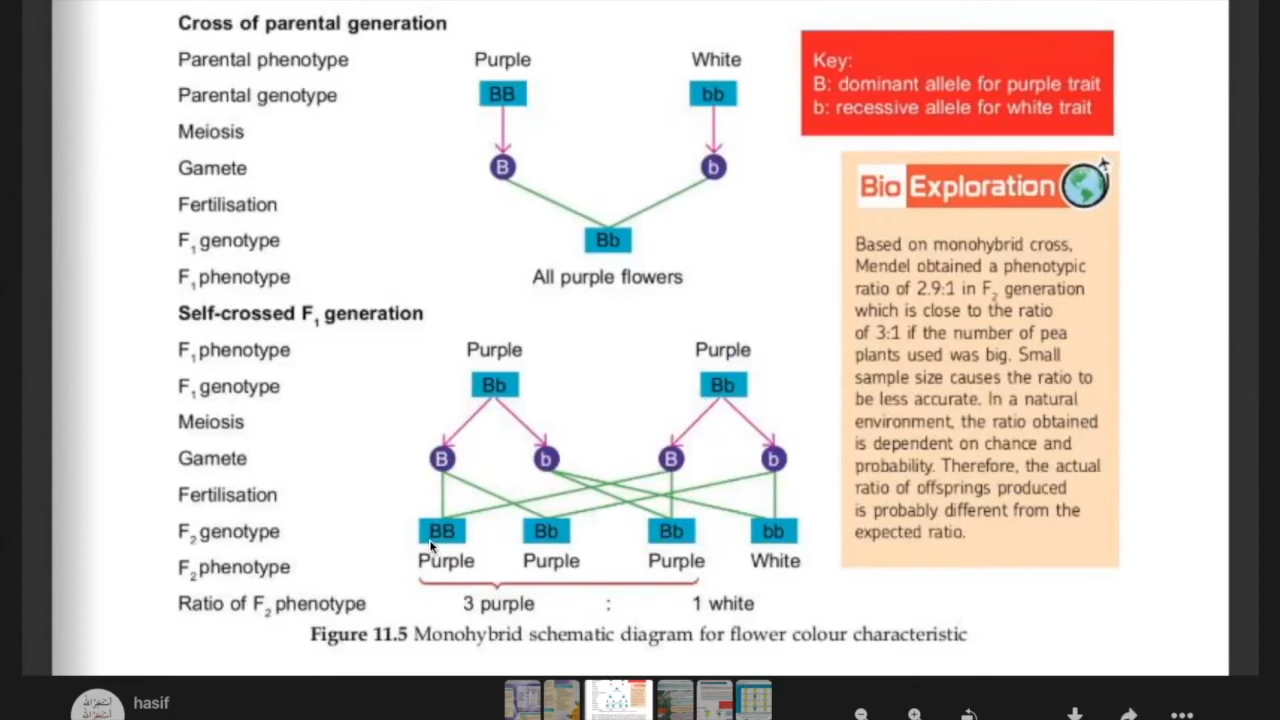 Cross of parental generation
Parental phenotype Purple White
Parental genotype BB bb
Meiosis
Gamete B b
Fertilisation
F1 genotype Bb
F1 phenotype All purple flowers
Self-crossed F1 generation
F1 phenotype Purple Purple
F1 genotype Bb Bb
Meiosis
Gamete B b B b
Fertilisation
F2 genotype BB Bb Bb bb
F2 phenotype Purple Purple Purple White
Ratio of F2 phenotype 3 purple : 1 white
Figure 11.5 Monohybrid schematic diagram for flower colour characteristic
Key:
B: dominant allele for purple trait
b: recessive allele for white trait
Bio Exploration
Based on monohybrid cross,
Mendel obtained a phenotypic
ratio of 2.9:1 in F2 generation
which is close to the ratio
of 3:1 if the number of pea
plants used was big. Small
sample size causes the ratio to
be less accurate. In a natural
environment, the ratio obtained
is dependent on chance and
probability. Therefore, the actual
ratio of offsprings produced
is probably different from the
expected ratio.
hasif